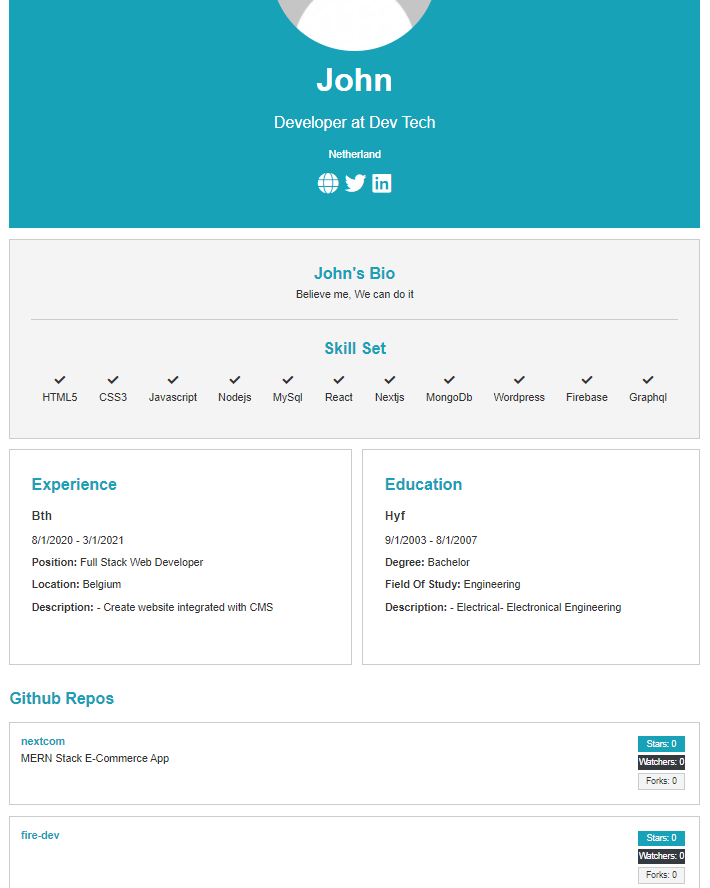 John
Developer at Dev Tech
Netherland
John's Bio
Believe me, We can do it
Skill Set
HTML5 CSS3 Javascript Nodejs MySql React Nextjs MongoDb Wordpress Firebase Graphql
Experience
Bth
8/1/2020 - 3/1/2021
Position: Full Stack Web Developer
Location: Belgium
Description: - Create website integrated with CMS
Education
Hyf
9/1/2003 - 8/1/2007
Degree: Bachelor
Field Of Study: Engineering
Description: - Electrical- Electronical Engineering
Github Repos
nextcom
MERN Stack E-Commerce App
Stars: 0
Watchers: 0
Forks: 0
fire-dev
Stars: 0
Watchers: 0
Forks: 0